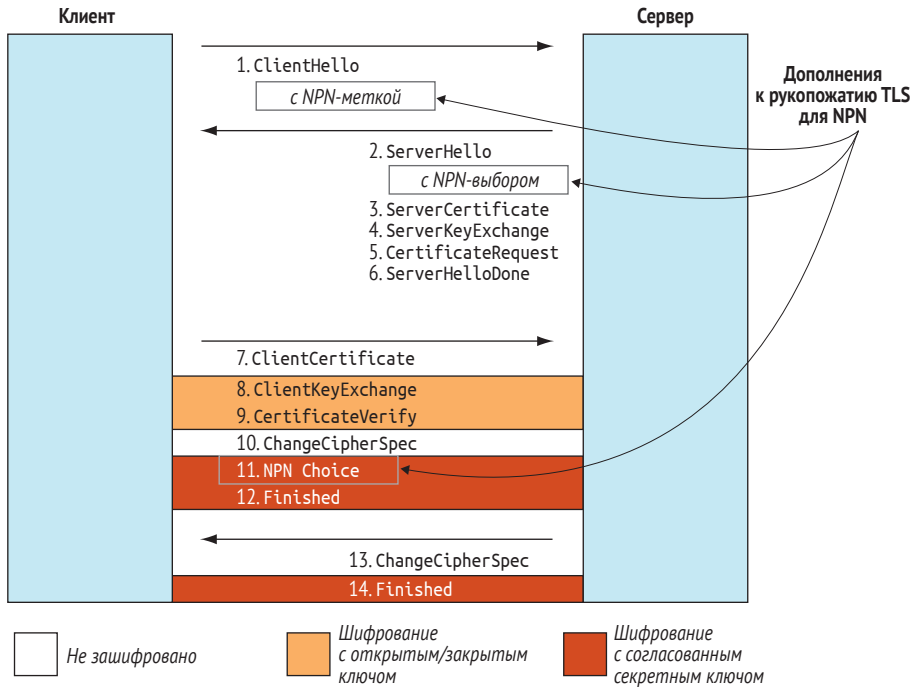 Клиент
Сервер
1. ClientHello
с NPN-меткой
Дополнения
к рукопожатию TLS
для NPN
2. ServerHello
с NPN-выбором
3. ServerCertificate
4. ServerKeyExchange
5. CertificateRequest
6. ServerHelloDone
7. ClientCertificate
8. ClientKeyExchange
9. CertificateVerify
10. ChangeCipherSpec
11. NPN Choice
12. Finished
13. ChangeCipherSpec
14. Finished
Не зашифровано
Шифрование
с открытым/закрытым
ключом
Шифрование
с согласованным
секретным ключом